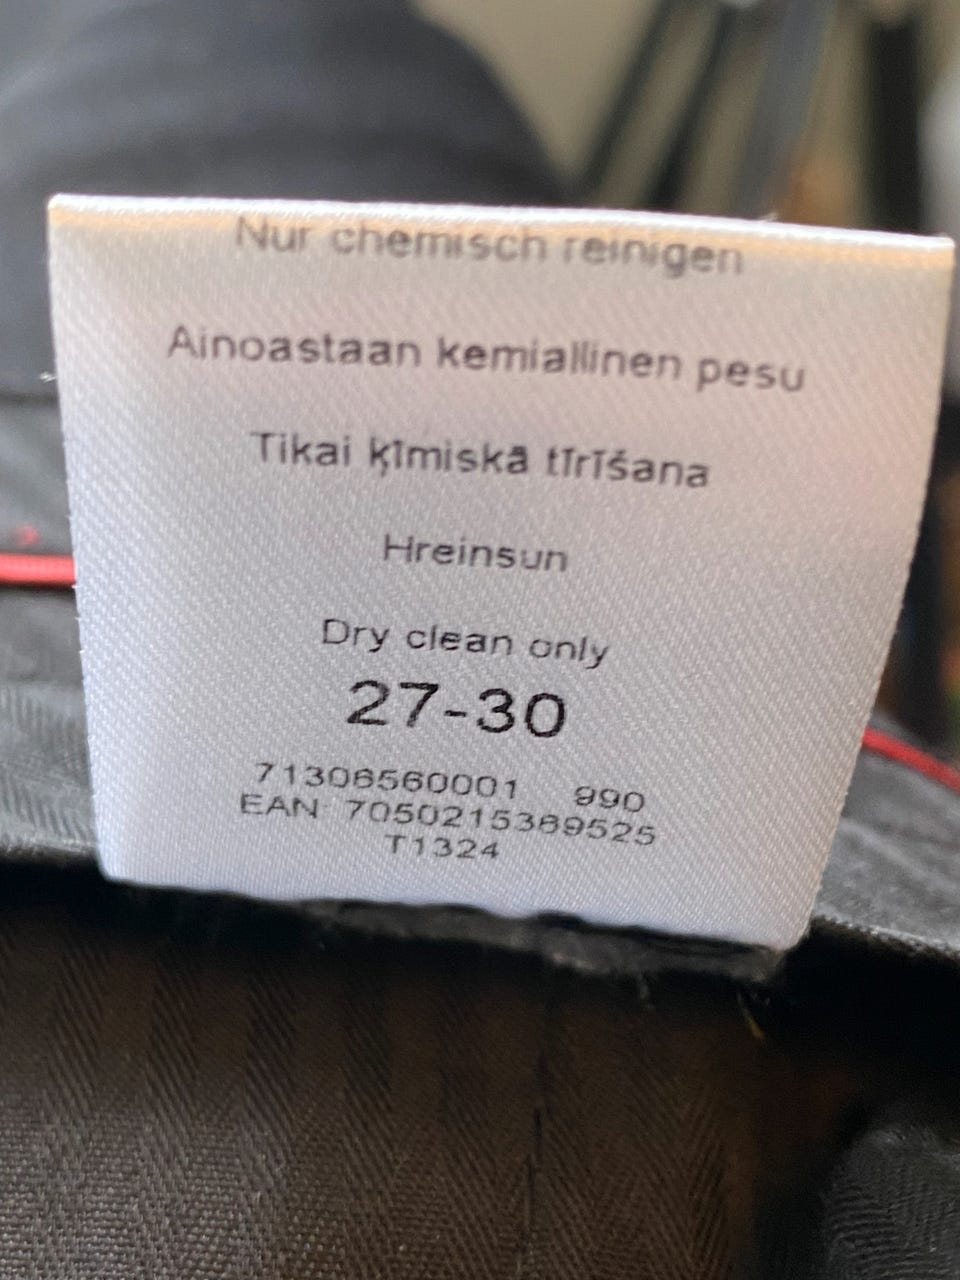 Nur chemisch reinigen
Ainoastaan kemiallinen pesu
Tikai ķīmiskā tīrīšana
Hreinsun
Dry clean only
27-30
71306560001 990
EAN: 7050215369525
T1324